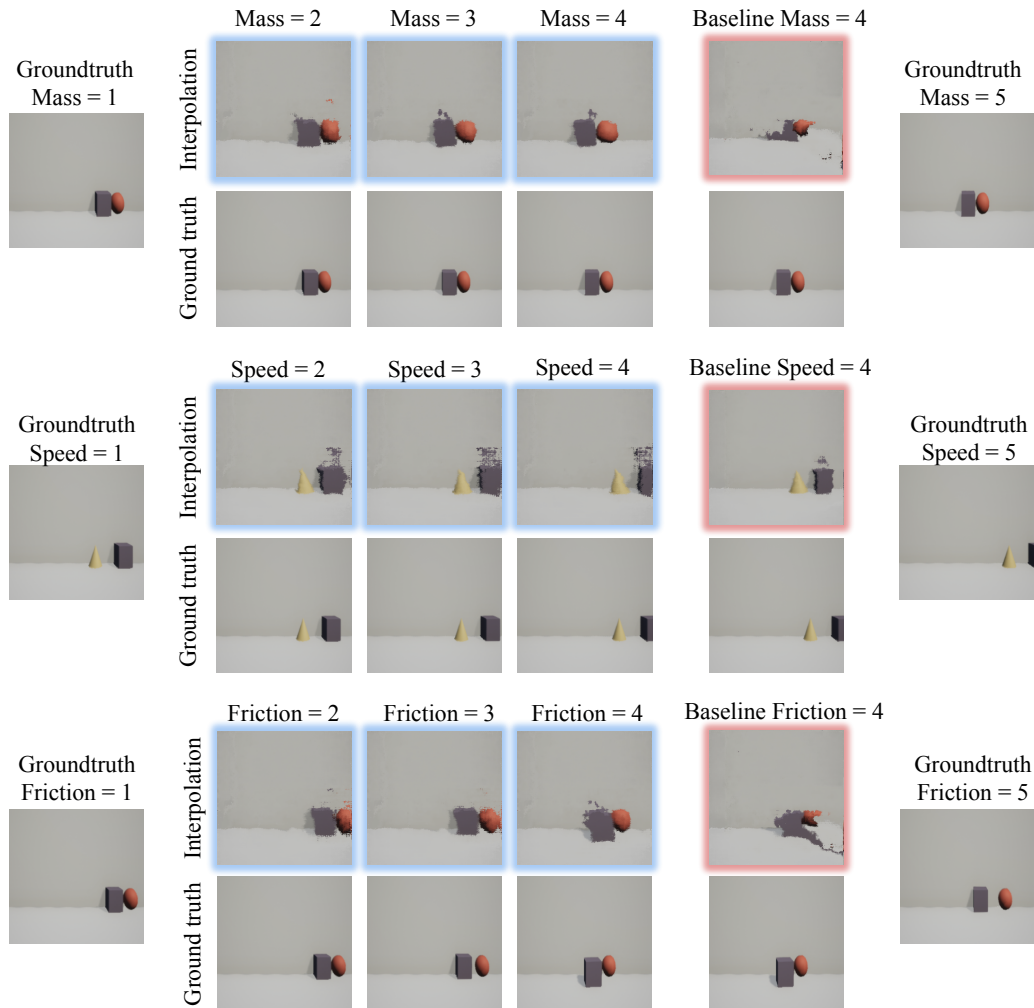 Mass = 2
Mass = 3
Mass = 4
Baseline Mass = 4
Groundtruth
Mass = 1
Interpolation
Ground truth
Groundtruth
Mass = 5
Speed = 2
Speed = 3
Speed = 4
Baseline Speed = 4
Groundtruth
Speed = 1
Interpolation
Ground truth
Groundtruth
Speed = 5
Friction = 2
Friction = 3
Friction = 4
Baseline Friction = 4
Groundtruth
Friction = 1
Interpolation
Ground truth
Groundtruth
Friction = 5